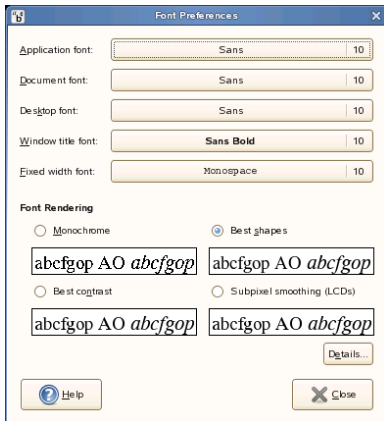 Font Preferences
Application font: Sans 10
Document font: Sans 10
Desktop font: Sans 10
Window title font: Sans Bold 10
Fixed width font: Monospace 10
Font Rendering
Monochrome Best shapes
abcfgop AO abcfgop abcfgop AO abcfgop
Best contrast Subpixel smoothing (LCDs)
abcfgop AO abcfgop abcfgop AO abcfgop
Details...
Help Close